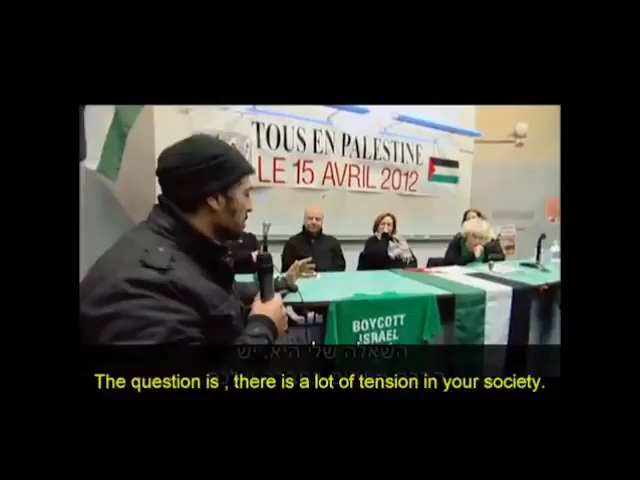 TOUS EN PALESTINE
LE 15 AVRIL 2012
BOYCOTT
ISRAEL
השאלה שלי היא, יש
The question is , there is a lot of tension in your society.